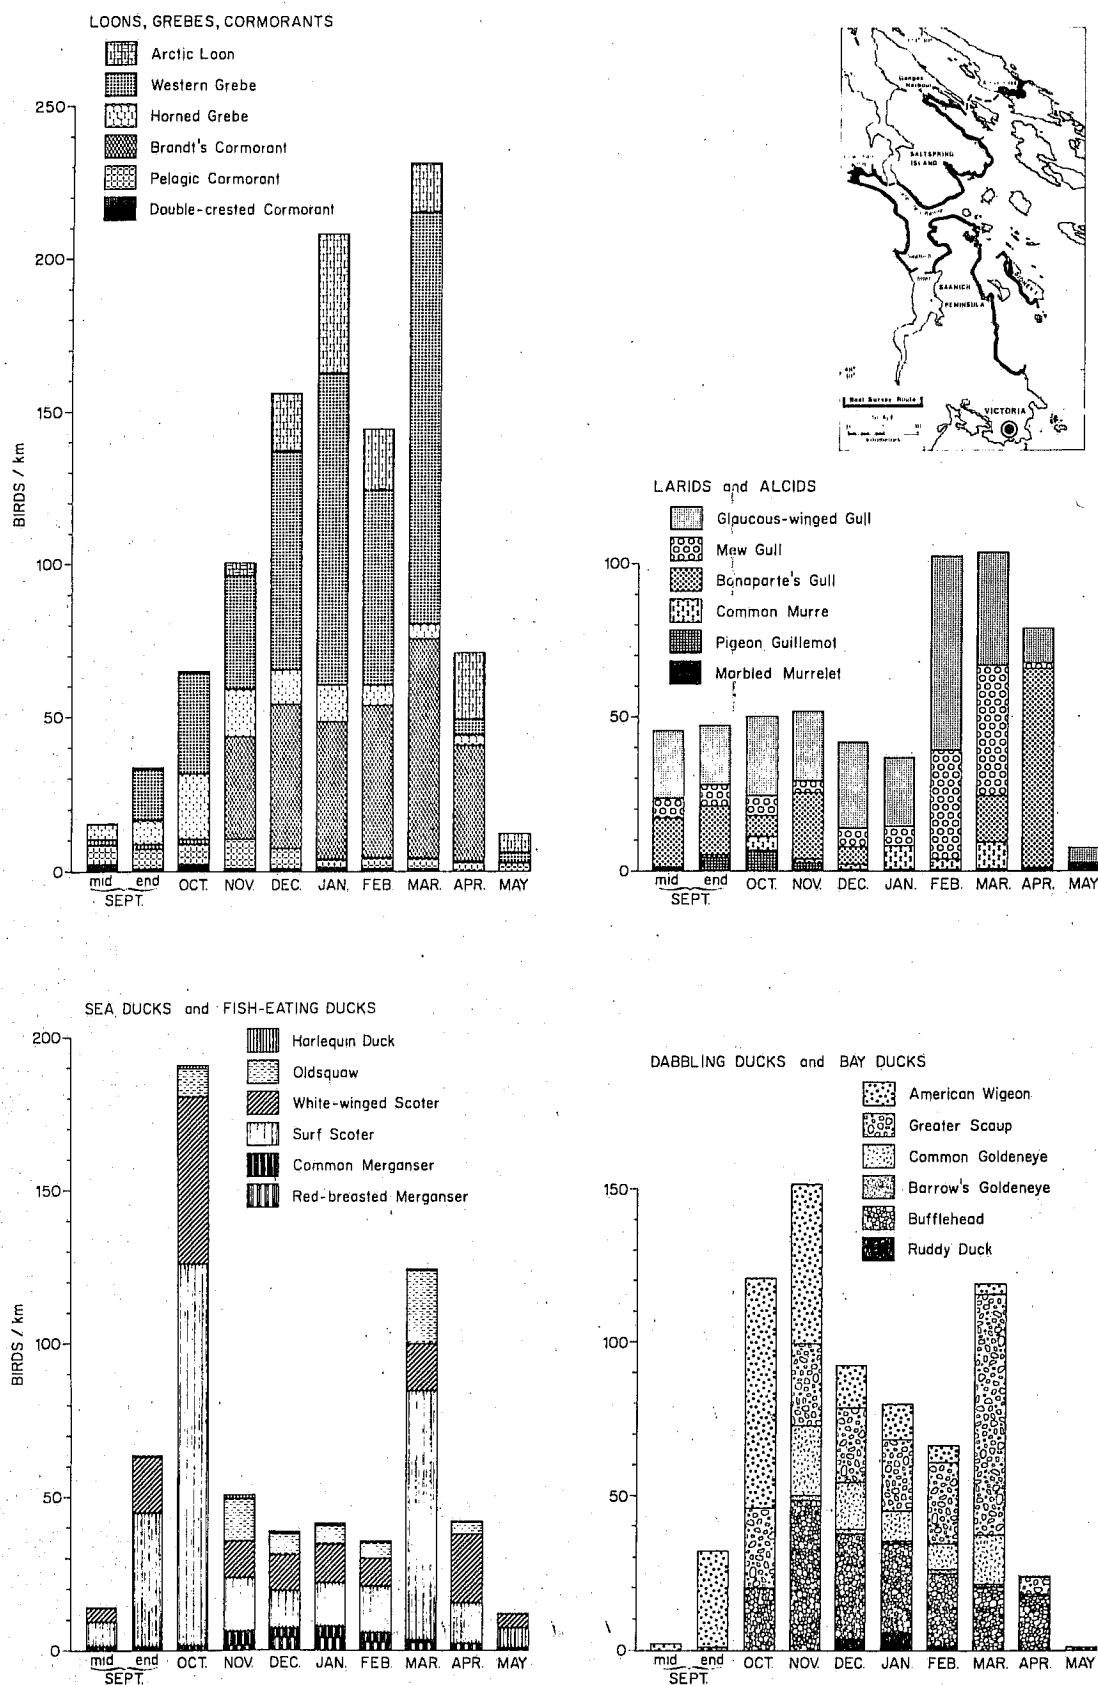 LOONS, GREBES, CORMORANTS
Arctic Loon
Western Grebe
Horned Grebe
Brandt's Cormorant
Pelagic Cormorant
Double-crested Cormorant
BIRDS / km
250
200
150
100
50
0
mid end OCT. NOV. DEC. JAN. FEB. MAR. APR. MAY
SEPT.
Ganges
Harbour
SALTSPRING
ISLAND
SAANICH
PENINSULA
Boat Survey Route
VICTORIA
LARIDS and ALCIDS
Glaucous-winged Gull
Mew Gull
Bonaparte's Gull
Common Murre
Pigeon Guillemot
Marbled Murrelet
100
50
0
mid end OCT. NOV. DEC. JAN. FEB. MAR. APR. MAY
SEPT.
SEA DUCKS and FISH-EATING DUCKS
Harlequin Duck
Oldsquaw
White-winged Scoter
Surf Scoter
Common Merganser
Red-breasted Merganser
BIRDS / km
200
150
100
50
0
mid end OCT. NOV. DEC. JAN. FEB. MAR. APR. MAY
SEPT.
DABBLING DUCKS and BAY DUCKS
American Wigeon
Greater Scaup
Common Goldeneye
Barrow's Goldeneye
Bufflehead
Ruddy Duck
150
100
50
0
mid end OCT. NOV. DEC. JAN. FEB. MAR. APR. MAY
SEPT.